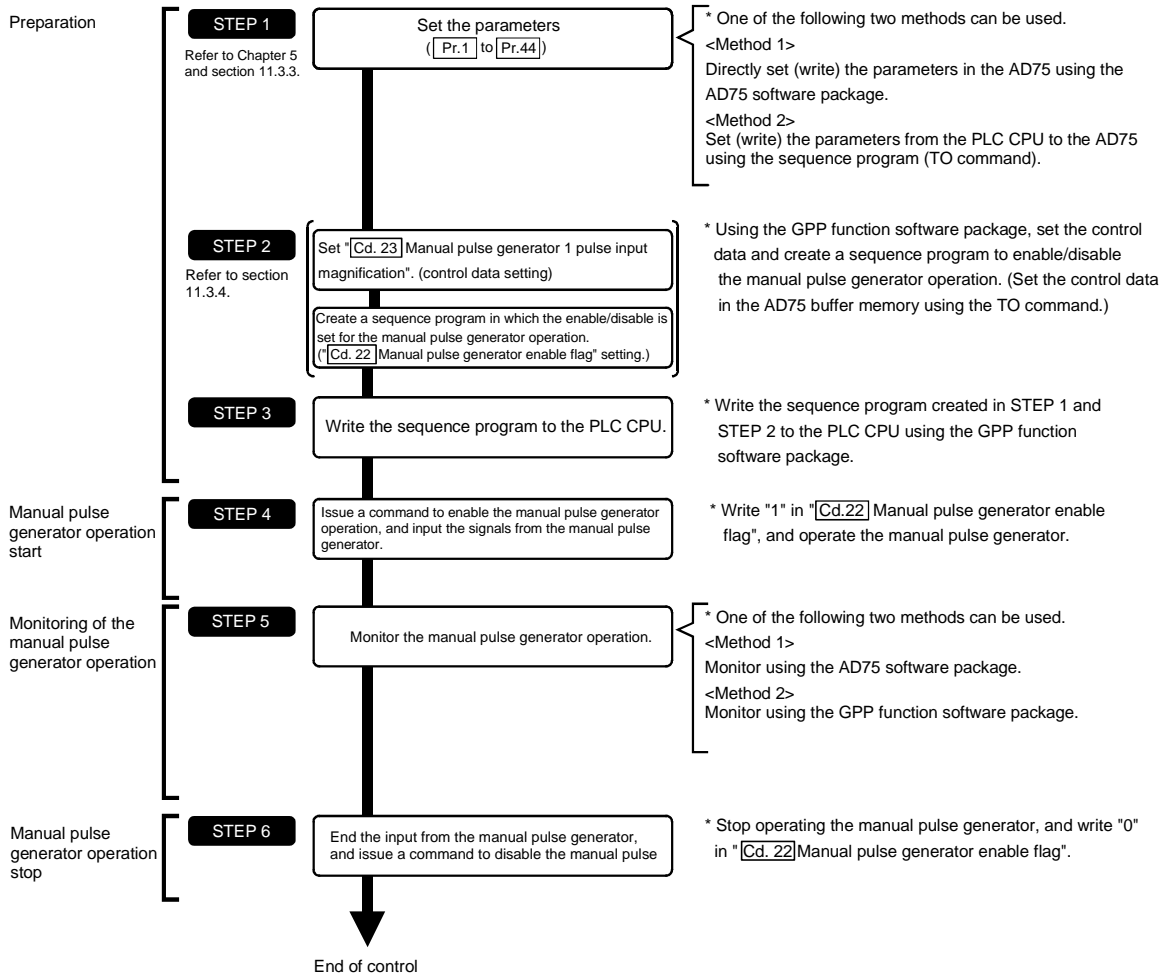 Preparation
STEP 1
Refer to Chapter 5
and section 11.3.3.
Set the parameters
( Pr.1 to Pr.44 )
* One of the following two methods can be used.
<Method 1>
Directly set (write) the parameters in the AD75 using the
AD75 software package.
<Method 2>
Set (write) the parameters from the PLC CPU to the AD75
using the sequence program (TO command).
STEP 2
Refer to section
11.3.4.
Set "Cd. 23 Manual pulse generator 1 pulse input
magnification". (control data setting)
Create a sequence program in which the enable/disable is
set for the manual pulse generator operation.
("Cd. 22 Manual pulse generator enable flag" setting.)
* Using the GPP function software package, set the control
data and create a sequence program to enable/disable
the manual pulse generator operation. (Set the control data
in the AD75 buffer memory using the TO command.)
STEP 3
Write the sequence program to the PLC CPU.
* Write the sequence program created in STEP 1 and
STEP 2 to the PLC CPU using the GPP function
software package.
Manual pulse
generator operation
start
STEP 4
Issue a command to enable the manual pulse generator
operation, and input the signals from the manual pulse
generator.
* Write "1" in "Cd.22 Manual pulse generator enable
flag", and operate the manual pulse generator.
Monitoring of the
manual pulse
generator operation
STEP 5
Monitor the manual pulse generator operation.
* One of the following two methods can be used.
<Method 1>
Monitor using the AD75 software package.
<Method 2>
Monitor using the GPP function software package.
Manual pulse
generator operation
stop
STEP 6
End the input from the manual pulse generator,
and issue a command to disable the manual pulse
* Stop operating the manual pulse generator, and write "0"
in " Cd. 22 Manual pulse generator enable flag".
End of control